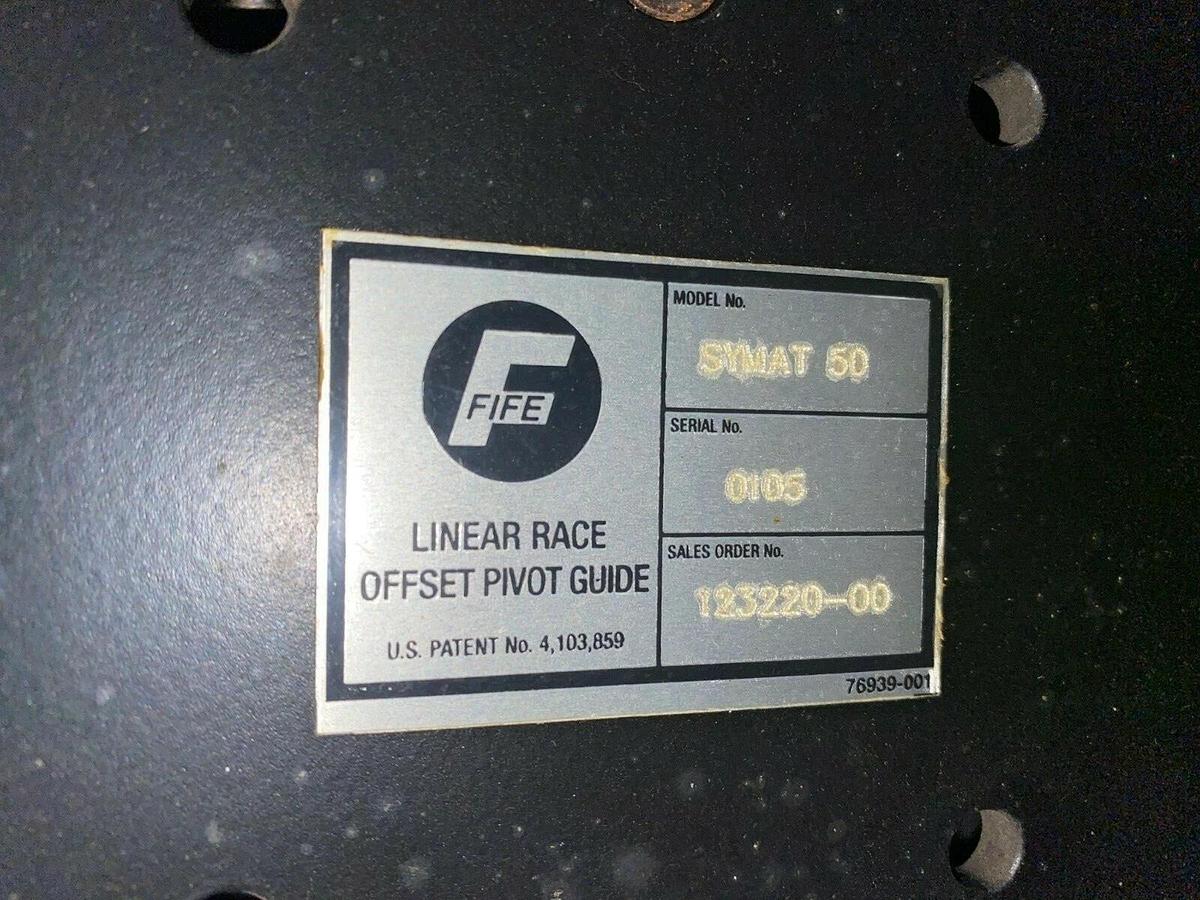 FIFE
LINEAR RACE
OFFSET PIVOT GUIDE
U.S. PATENT No. 4,103,859
MODEL No.
SYMAT 50
SERIAL No.
0105
SALES ORDER No.
123220-00
76939-001